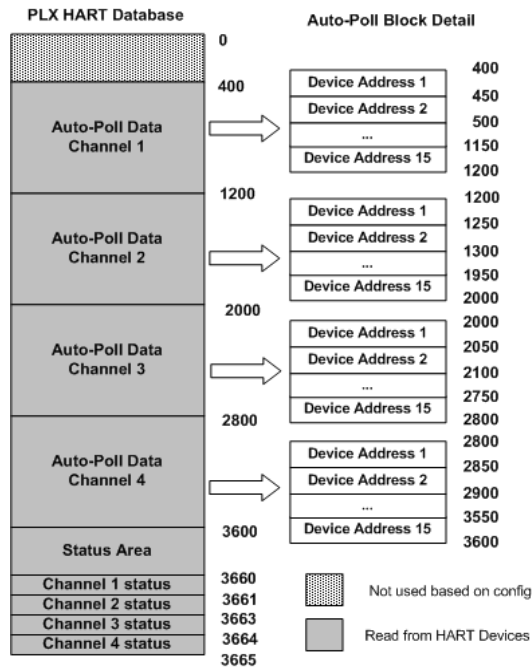 PLX HART Database
Auto-Poll Block Detail
0
400
Auto-Poll Data
Channel 1
1200
Auto-Poll Data
Channel 2
2000
Auto-Poll Data
Channel 3
2800
Auto-Poll Data
Channel 4
3600
Status Area
3660
Channel 1 status
3661
Channel 2 status
3663
Channel 3 status
3664
Channel 4 status
3665
400
Device Address 1
450
Device Address 2
500
...
1150
Device Address 15
1200
1200
Device Address 1
1250
Device Address 2
1300
...
1950
Device Address 15
2000
2000
Device Address 1
2050
Device Address 2
2100
...
2750
Device Address 15
2800
2800
Device Address 1
2850
Device Address 2
2900
...
3550
Device Address 15
3600
Not used based on config
Read from HART Devices